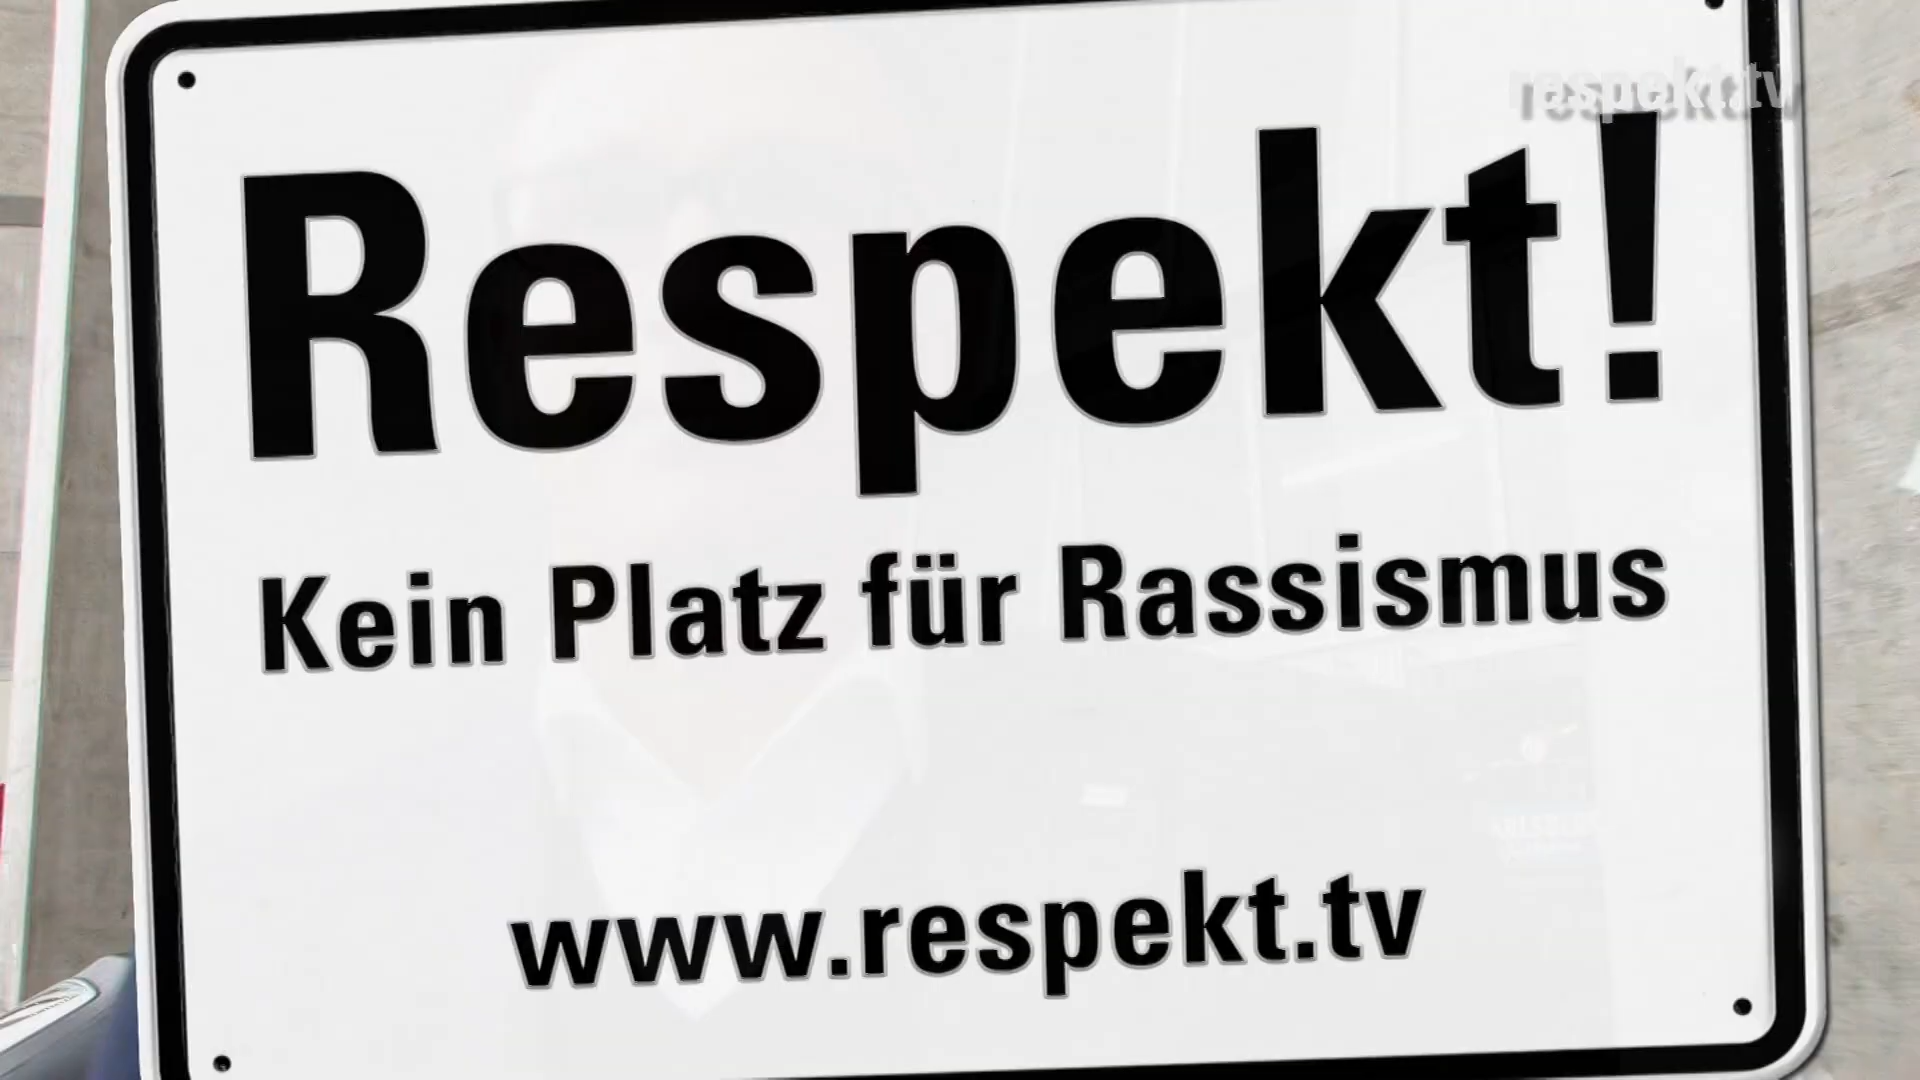 respekt.tv
Respekt!
Kein Platz für Rassismus
www.respekt.tv